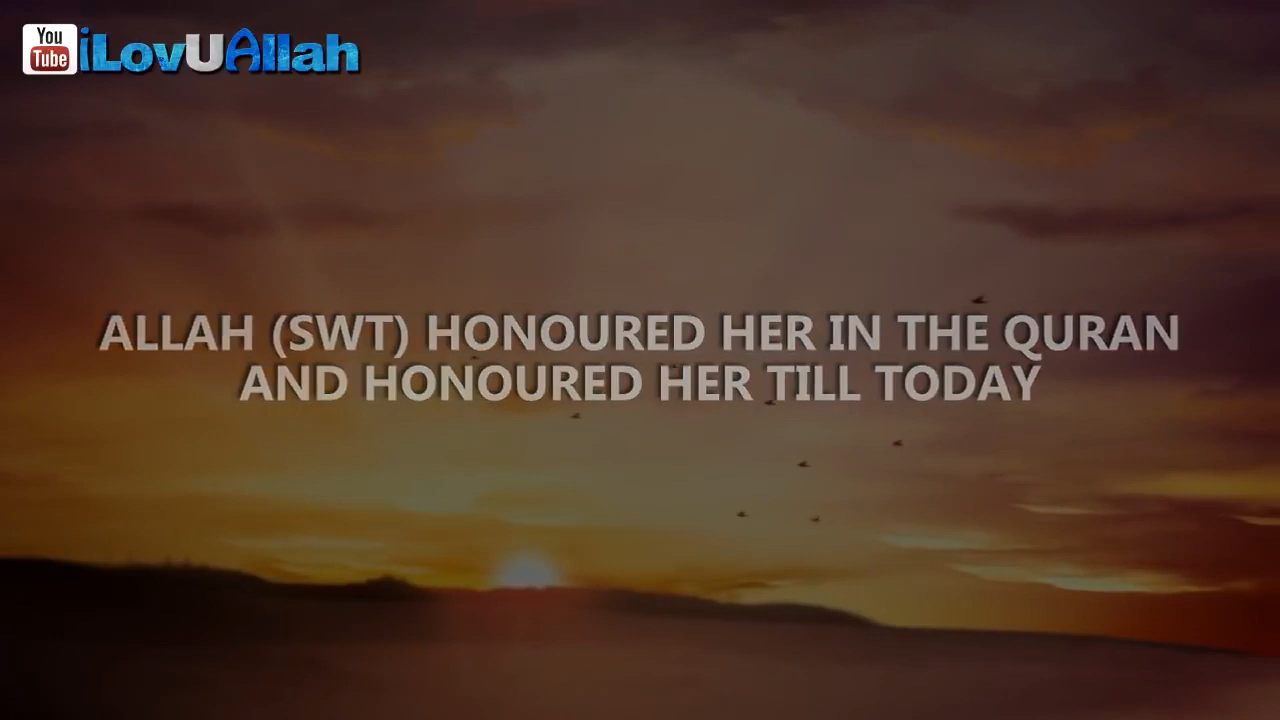 You
Tube
iLovUAllah
ALLAH (SWT) HONOURED HER IN THE QURAN
AND HONOURED HER TILL TODAY